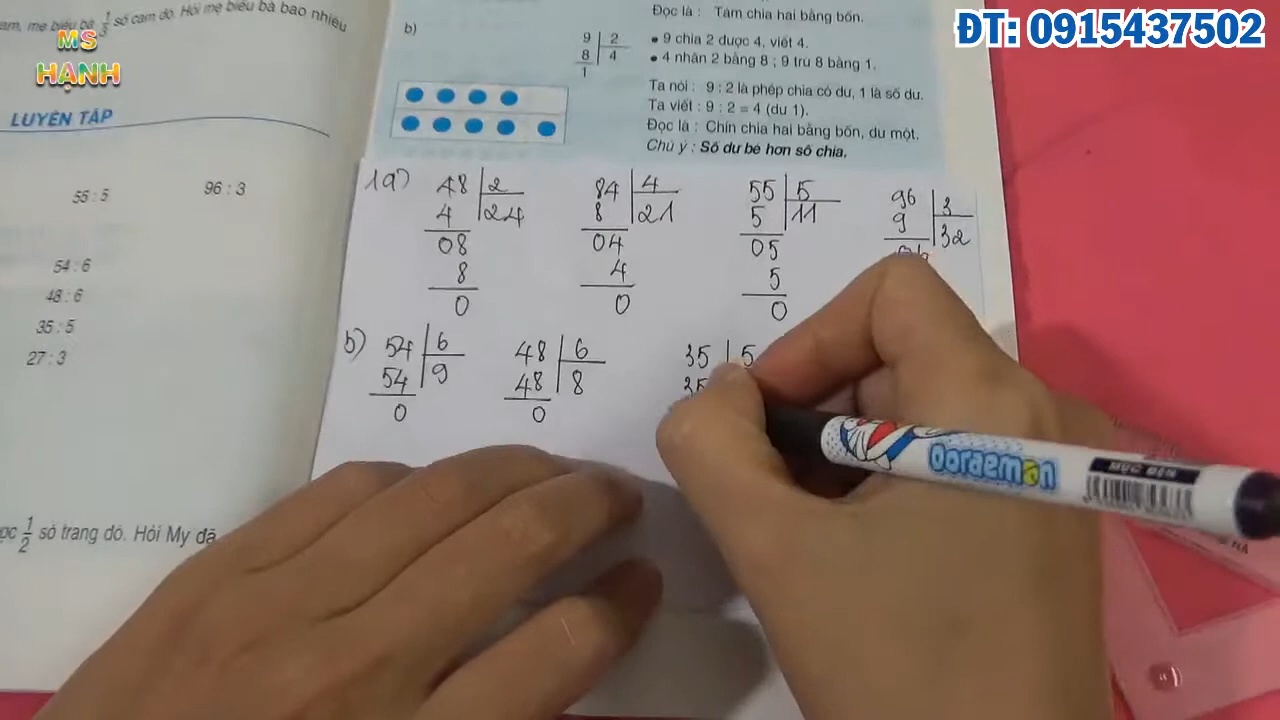 ĐT: 0915437502
MS
HẠNH
am, mẹ biếu bà 1/3 số cam đó. Hỏi mẹ biếu bà bao nhiêu
LUYỆN TẬP
55 : 5
96 : 3
54 : 6
48 : 6
35 : 5
27 : 3
ọc 1/2 số trang đó. Hỏi My đã
Đọc là : Tám chia hai bằng bốn.
b)
9 2
8 4
1
• 9 chia 2 được 4, viết 4.
• 4 nhân 2 bằng 8 ; 9 trừ 8 bằng 1.
Ta nói : 9 : 2 là phép chia có dư, 1 là số dư.
Ta viết : 9 : 2 = 4 (dư 1).
Đọc là : Chín chia hai bằng bốn, dư một.
Chú ý : Số dư bé hơn số chia.
1a)
48 2
4 24
08
8
0
84 4
8 21
04
4
0
55 5
5 11
05
5
0
96 3
9 32
b)
54 6
54 9
0
48 6
48 8
0
35 5
35
Doraemon
MỰC ĐEN